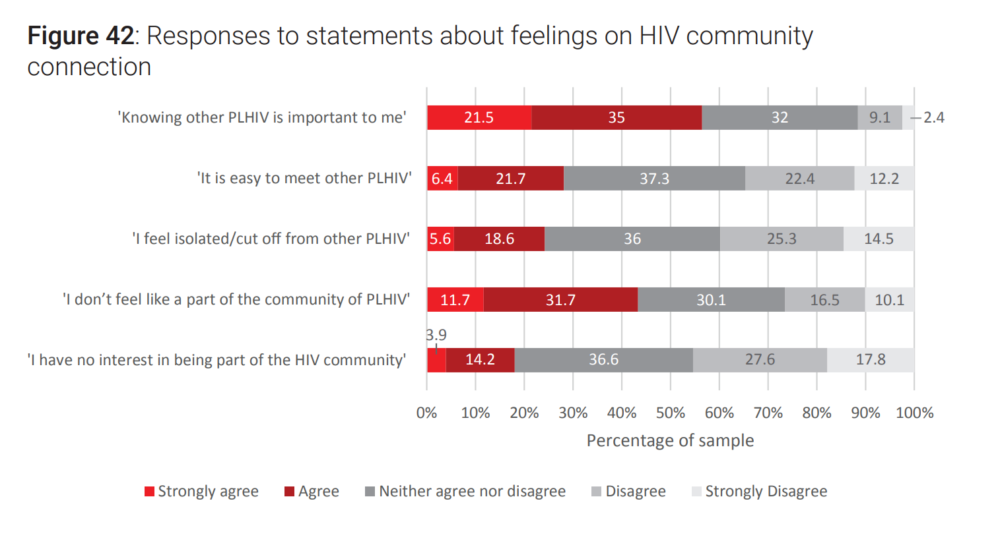 Figure 42: Responses to statements about feelings on HIV community
connection
'Knowing other PLHIV is important to me' 21.5 35 32 9.1 2.4
'It is easy to meet other PLHIV' 6.4 21.7 37.3 22.4 12.2
'I feel isolated/cut off from other PLHIV' 5.6 18.6 36 25.3 14.5
'I don’t feel like a part of the community of PLHIV' 11.7 31.7 30.1 16.5 10.1
3.9
'I have no interest in being part of the HIV community' 14.2 36.6 27.6 17.8
0% 10% 20% 30% 40% 50% 60% 70% 80% 90% 100%
Percentage of sample
Strongly agree Agree Neither agree nor disagree Disagree Strongly Disagree